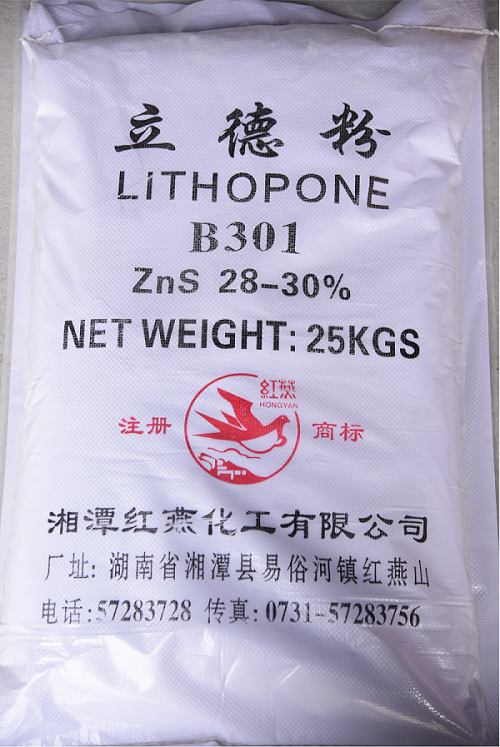 立德粉
LiTHOPONE
B301
ZnS 28-30%
NET WEIGHT: 25KGS
紅燕
HONGYAN
注册 商标
湘潭红燕化工有限公司
厂址: 湖南省湘潭县易俗河镇红燕山
电话:57283728 传真:0731-57283756